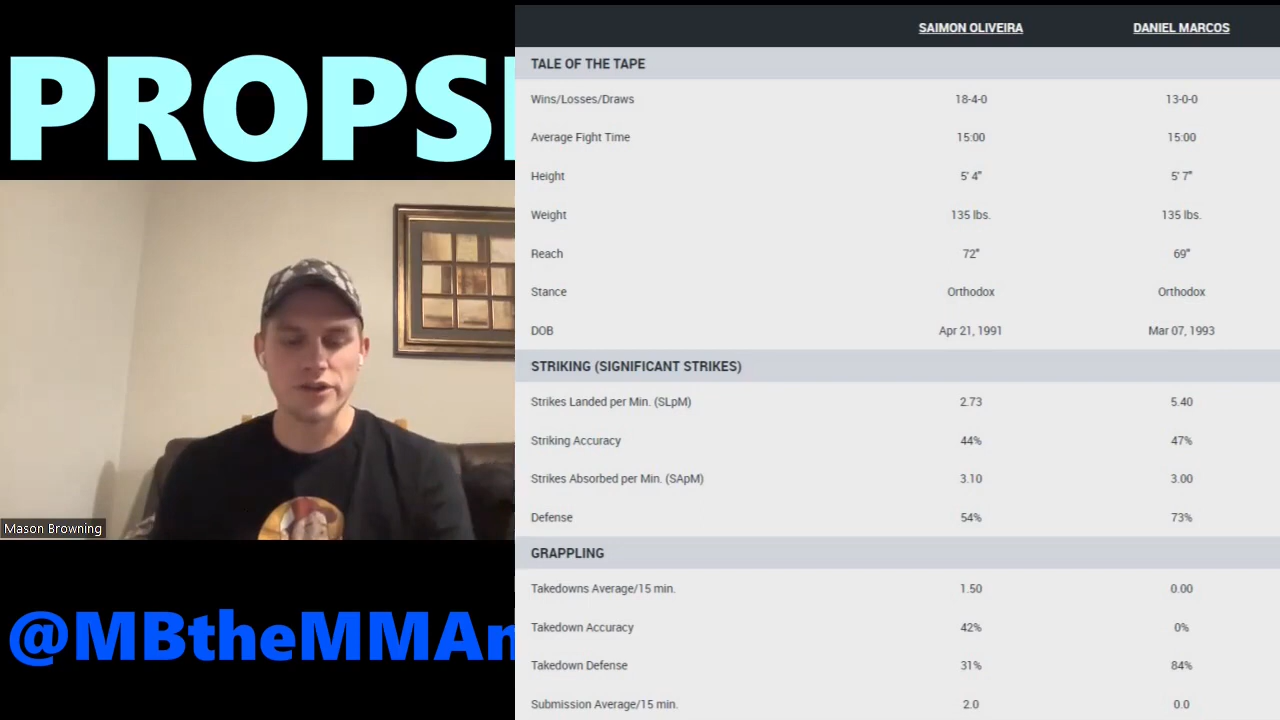 PROPS
Mason Browning
@MBtheMMA
SAIMON OLIVEIRA DANIEL MARCOS
TALE OF THE TAPE
Wins/Losses/Draws 18-4-0 13-0-0
Average Fight Time 15:00 15:00
Height 5' 4" 5' 7"
Weight 135 lbs. 135 lbs.
Reach 72" 69"
Stance Orthodox Orthodox
DOB Apr 21, 1991 Mar 07, 1993
STRIKING (SIGNIFICANT STRIKES)
Strikes Landed per Min. (SLpM) 2.73 5.40
Striking Accuracy 44% 47%
Strikes Absorbed per Min. (SApM) 3.10 3.00
Defense 54% 73%
GRAPPLING
Takedowns Average/15 min. 1.50 0.00
Takedown Accuracy 42% 0%
Takedown Defense 31% 84%
Submission Average/15 min. 2.0 0.0